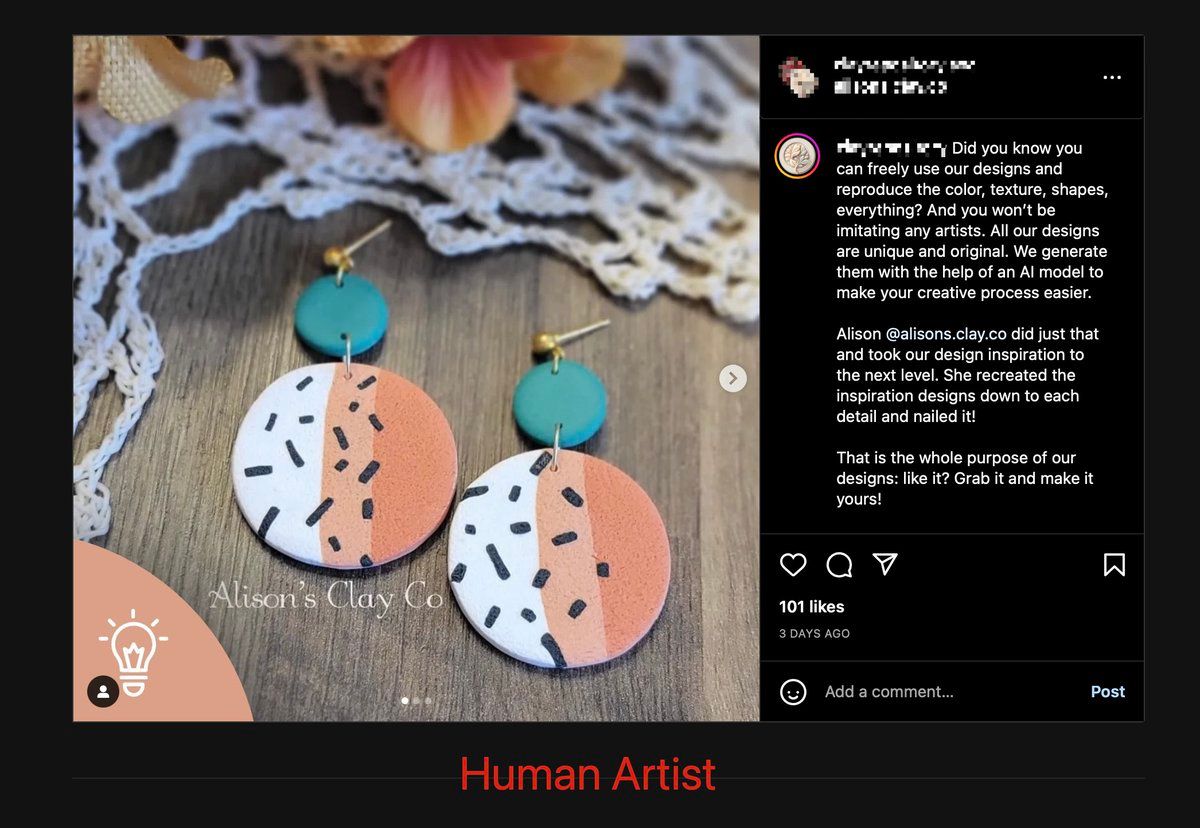 Did you know you
can freely use our designs and
reproduce the color, texture, shapes,
everything? And you won’t be
imitating any artists. All our designs
are unique and original. We generate
them with the help of an AI model to
make your creative process easier.
Alison @alisons.clay.co did just that
and took our design inspiration to
the next level. She recreated the
inspiration designs down to each
detail and nailed it!
That is the whole purpose of our
designs: like it? Grab it and make it
yours!
Alison's Clay Co
101 likes
3 DAYS AGO
Add a comment...
Post
Human Artist